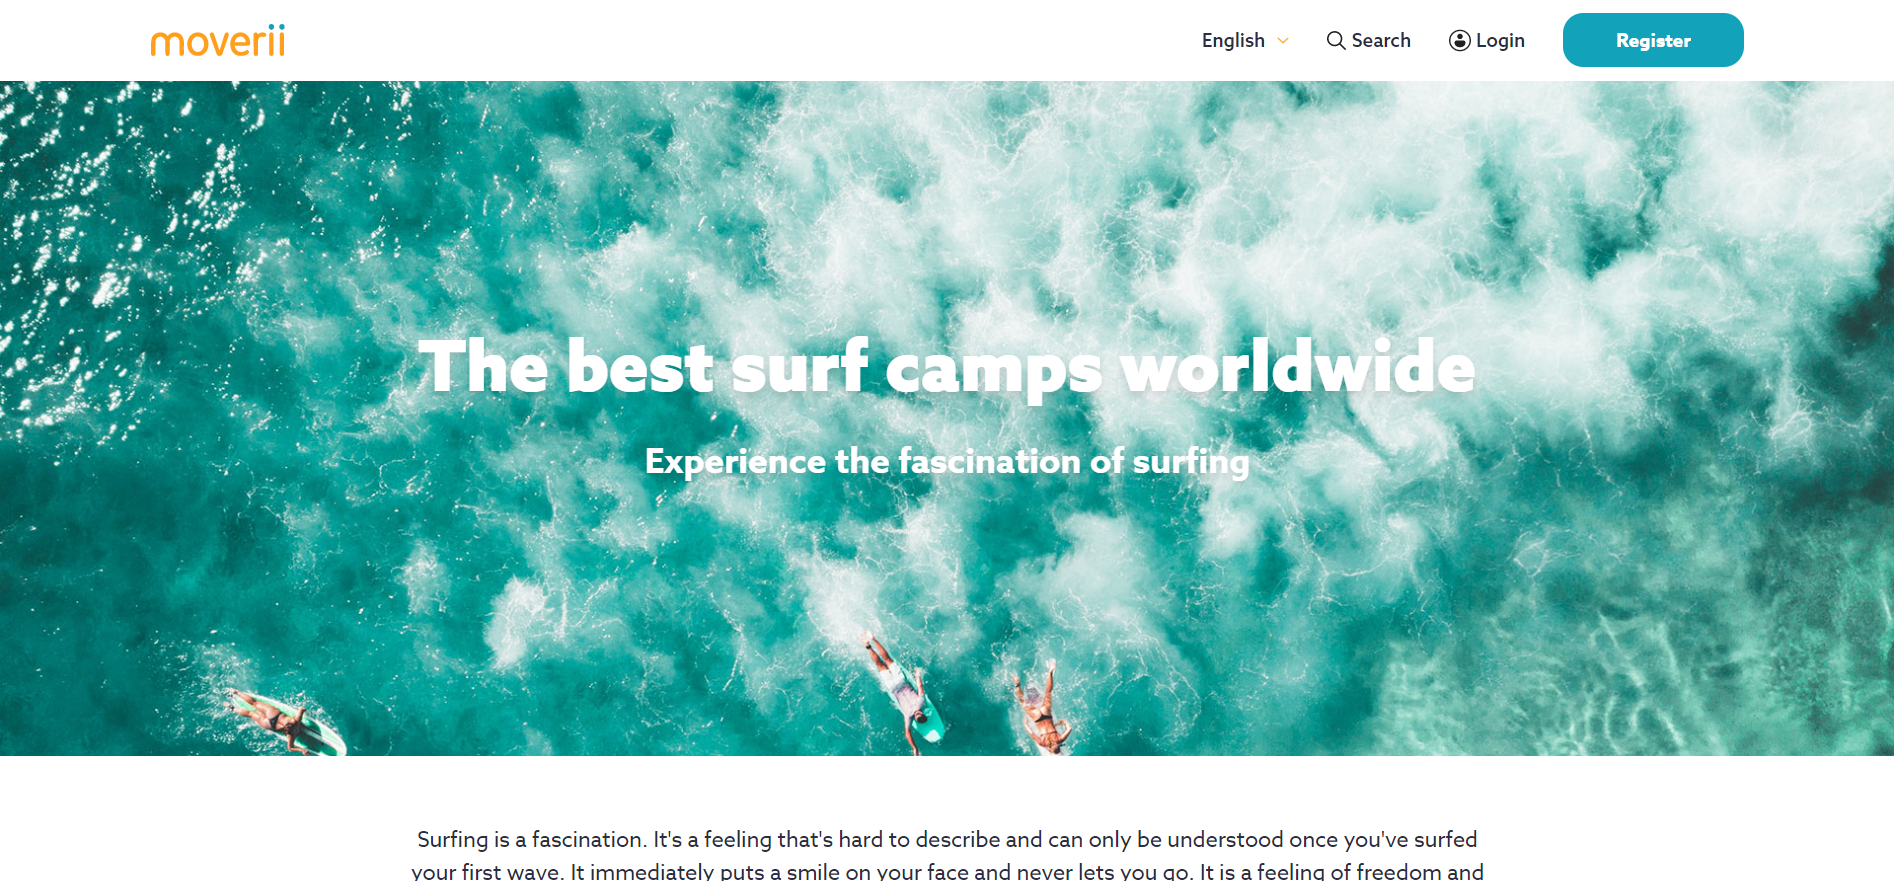 moverii
English
Search
Login
Register
The best surf camps worldwide
Experience the fascination of surfing
Surfing is a fascination. It's a feeling that's hard to describe and can only be understood once you've surfed
your first wave. It immediately puts a smile on your face and never lets you go. It is a feeling of freedom and